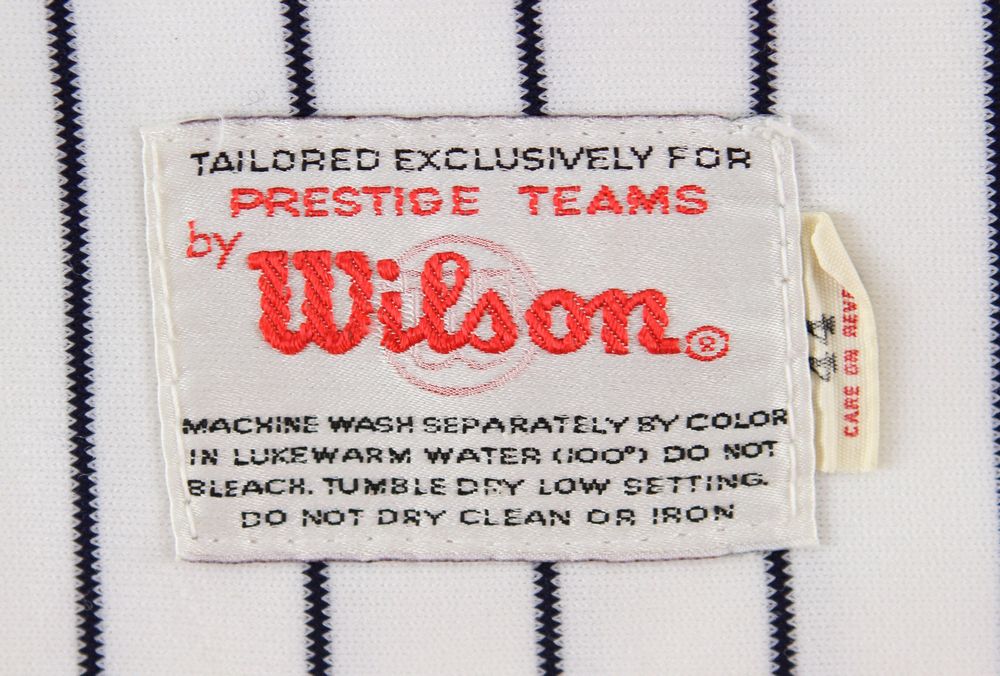 TAILORED EXCLUSIVELY FOR
PRESTIGE TEAMS
by
Wilson®
MACHINE WASH SEPARATELY BY COLOR
IN LUKEWARM WATER (100°) DO NOT
BLEACH. TUMBLE DRY LOW SETTING.
DO NOT DRY CLEAN OR IRON
44
CARE ON